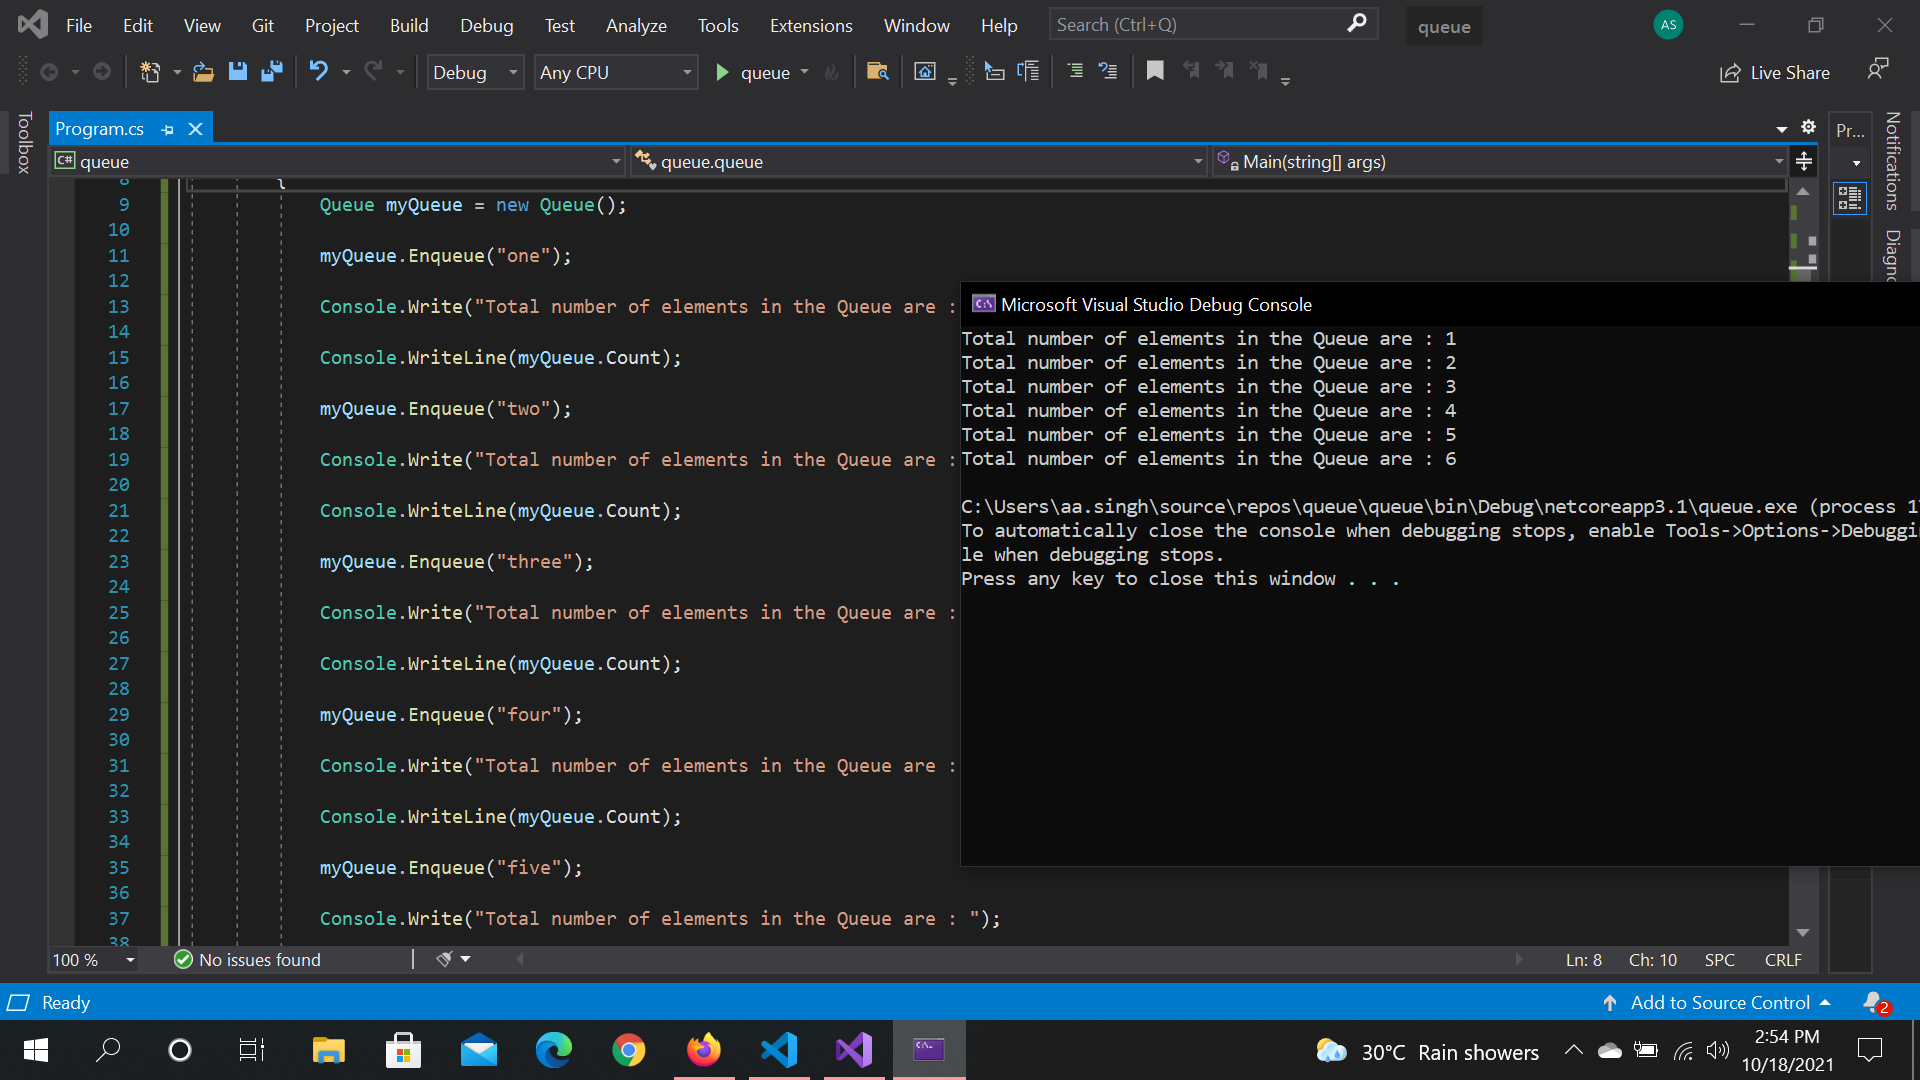 File Edit View Git Project Build Debug Test Analyze Tools Extensions Window Help Search (Ctrl+Q) queue AS
Debug Any CPU queue Live Share
Toolbox
Program.cs
Pr...
Notifications
queue queue.queue Main(string[] args)
8 {
9 Queue myQueue = new Queue();
10
11 myQueue.Enqueue("one");
12
13 Console.Write("Total number of elements in the Queue are :
14
15 Console.WriteLine(myQueue.Count);
16
17 myQueue.Enqueue("two");
18
19 Console.Write("Total number of elements in the Queue are :
20
21 Console.WriteLine(myQueue.Count);
22
23 myQueue.Enqueue("three");
24
25 Console.Write("Total number of elements in the Queue are :
26
27 Console.WriteLine(myQueue.Count);
28
29 myQueue.Enqueue("four");
30
31 Console.Write("Total number of elements in the Queue are :
32
33 Console.WriteLine(myQueue.Count);
34
35 myQueue.Enqueue("five");
36
37 Console.Write("Total number of elements in the Queue are : ");
38
Microsoft Visual Studio Debug Console
Total number of elements in the Queue are : 1
Total number of elements in the Queue are : 2
Total number of elements in the Queue are : 3
Total number of elements in the Queue are : 4
Total number of elements in the Queue are : 5
Total number of elements in the Queue are : 6
C:\Users\aa.singh\source\repos\queue\queue\bin\Debug\netcoreapp3.1\queue.exe (process 1
To automatically close the console when debugging stops, enable Tools->Options->Debuggi
le when debugging stops.
Press any key to close this window . . .
100 % No issues found Ln: 8 Ch: 10 SPC CRLF
Ready Add to Source Control 2
30°C Rain showers
2:54 PM
10/18/2021